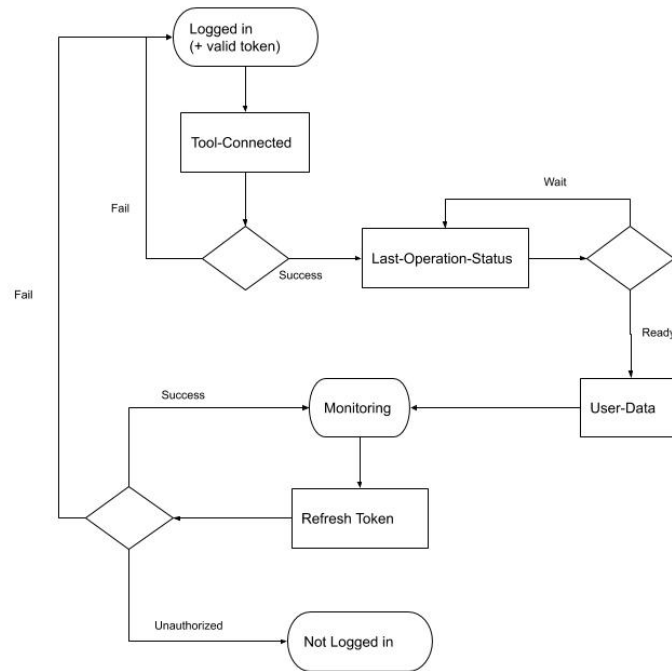 Logged in
(+ valid token)
Tool-Connected
Wait
Fail
Last-Operation-Status
Success
Fail
Ready
Success
Monitoring
User-Data
Refresh Token
Unauthorized
Not Logged in